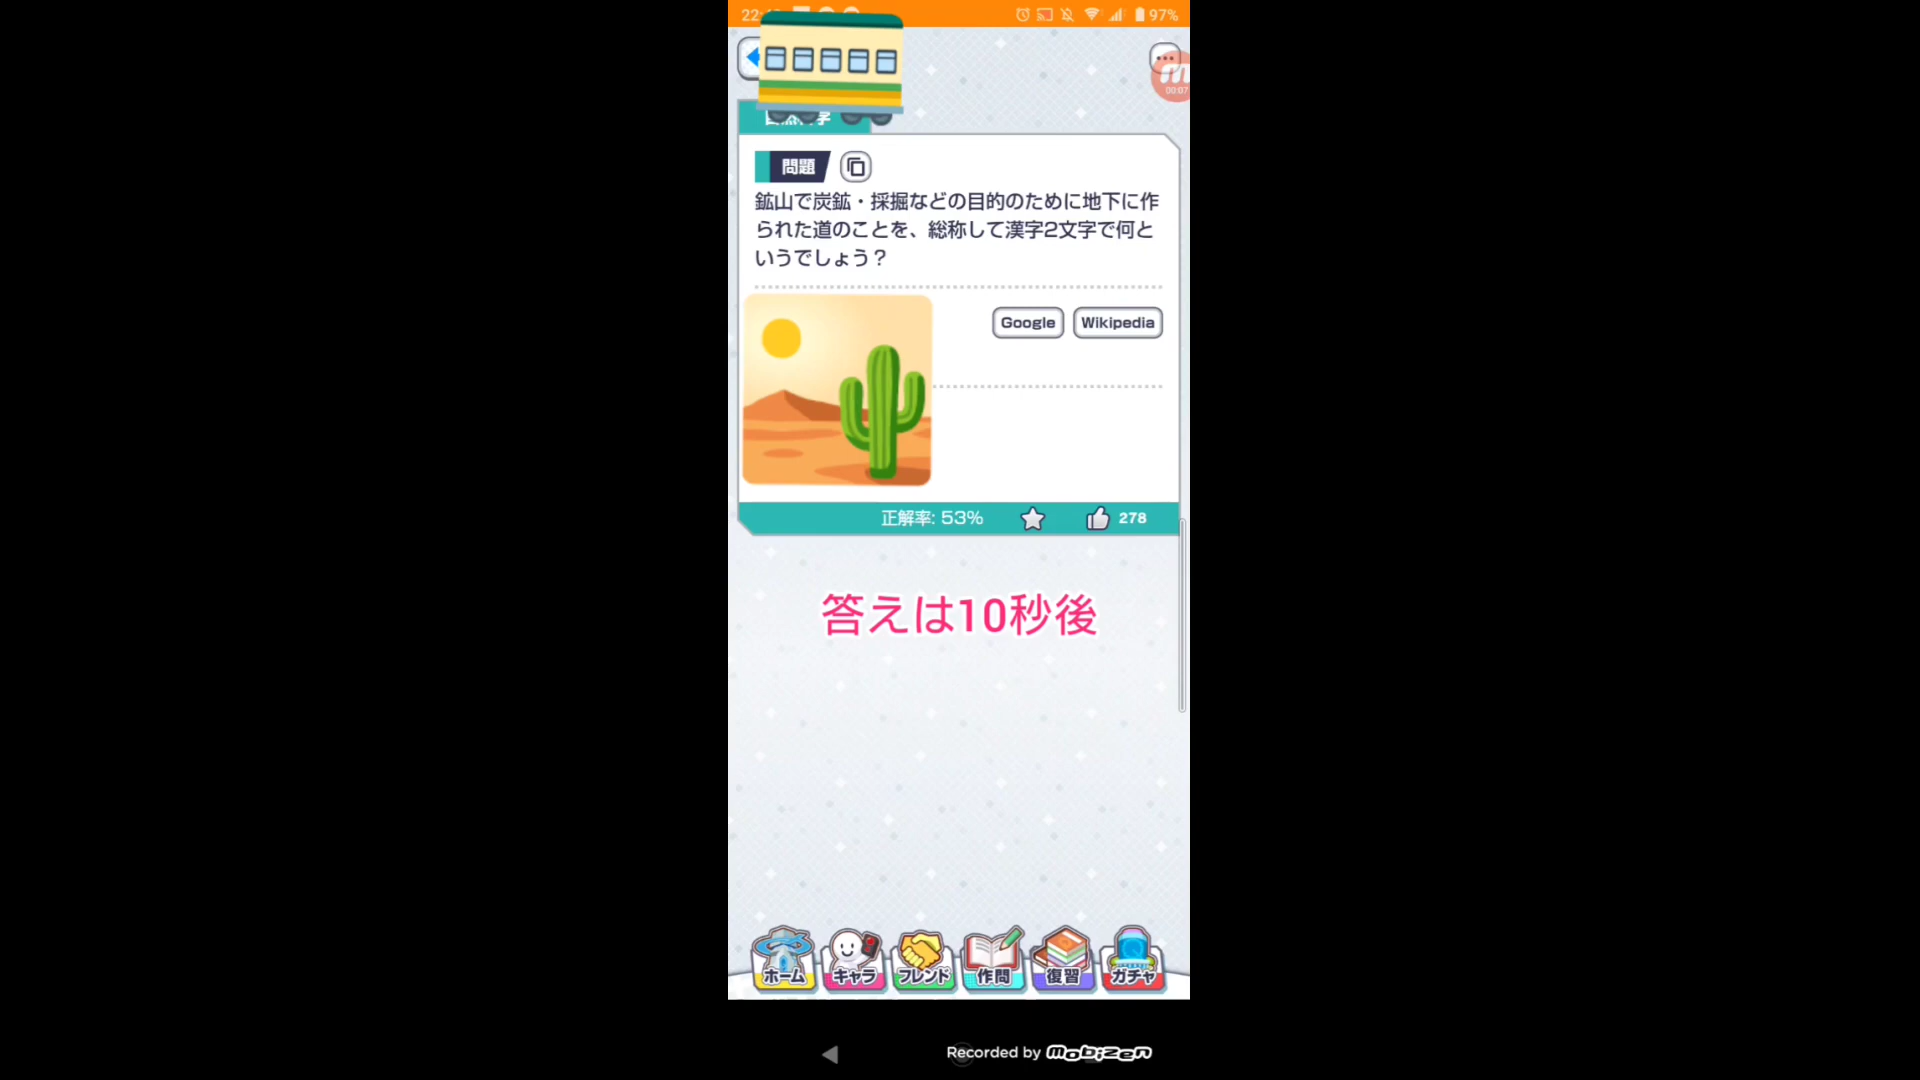 97%
00:07
問題
鉱山で炭鉱・採掘などの目的のために地下に作
られた道のことを、総称して漢字2文字で何と
いうでしょう？
Google Wikipedia
正解率: 53% 278
答えは10秒後
ホーム キャラ フレンド 作問 復習 ガチャ
Recorded by mobizen